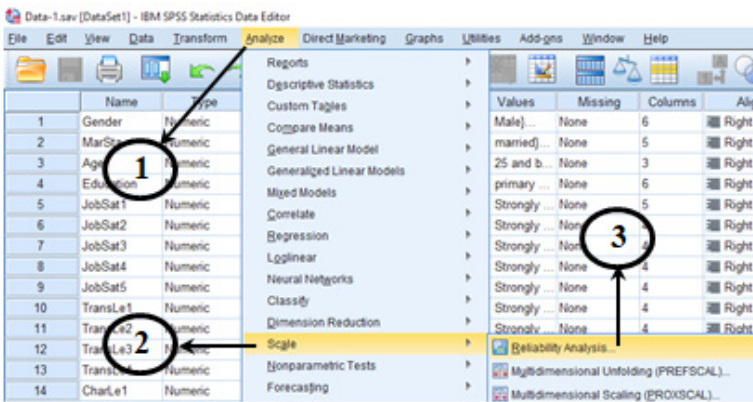 Data-1.sav [DataSet1] - IBM SPSS Statistics Data Editor
File Edit View Data Transform Analyze Direct Marketing Graphs Utilities Add-ons Window Help
Name Type Values Missing Columns Ali
1 Gender Numeric Male}... None 6 Right
2 MarSta Numeric married}... None 5 Right
3 Age Numeric 25 and b... None 3 Right
4 Education Numeric primary ... None 6 Right
5 JobSat1 Numeric Strongly ... None 5 Right
6 JobSat2 Numeric Strongly ... None Right
7 JobSat3 Numeric Strongly ... None 4 Right
8 JobSat4 Numeric Strongly ... None 4 Right
9 JobSat5 Numeric Strongly ... None 4 Right
10 TransLe1 Numeric Strongly ... None 4 Right
11 TransLe2 Numeric Strongly ... None 4 Right
12 TransLe3 Numeric
13 Numeric
14 CharLe1 Numeric
Reports
Descriptive Statistics
Custom Tables
Compare Means
General Linear Model
Generalized Linear Models
Mixed Models
Correlate
Regression
Loglinear
Neural Networks
Classify
Dimension Reduction
Scale
Nonparametric Tests
Forecasting
Reliability Analysis...
Multidimensional Unfolding (PREFSCAL)...
Multidimensional Scaling (PROXSCAL)...
1
2
3